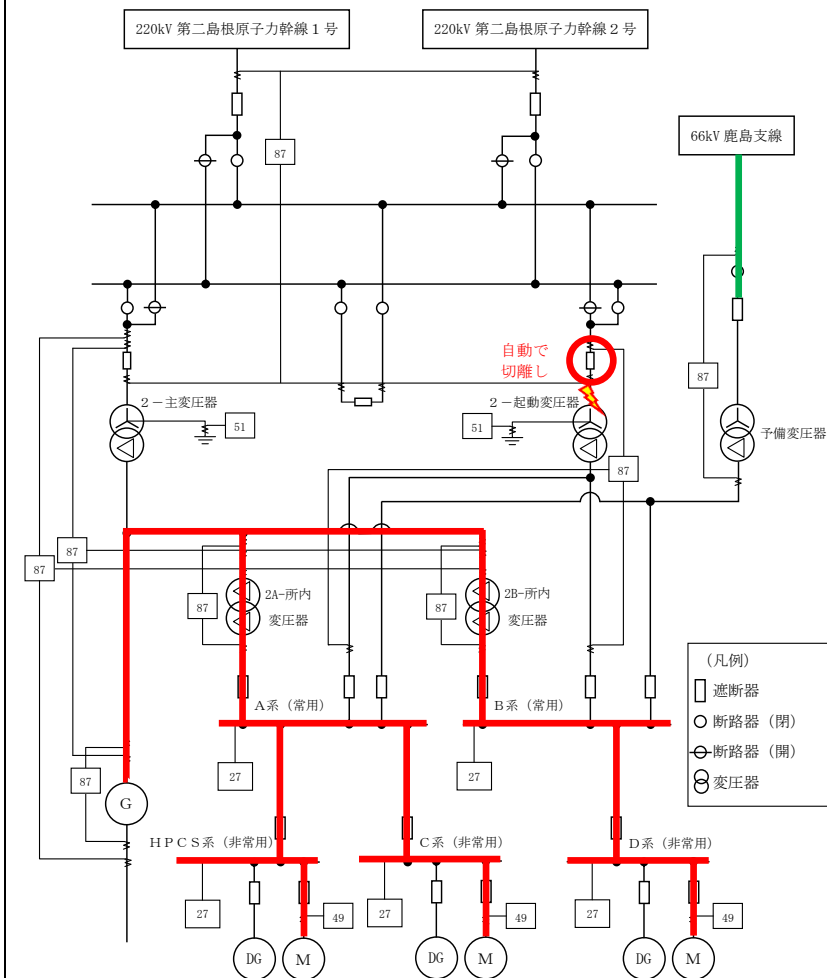 220kV 第二島根原子力幹線１号
220kV 第二島根原子力幹線２号
66kV 鹿島支線
87
自動で
切離し
87
２－主変圧器
51
２－起動変圧器
51
87
予備変圧器
87
87
87
2A-所内
変圧器
87
2B-所内
変圧器
（凡例）
遮断器
断路器（閉）
断路器（開）
変圧器
Ａ系（常用）
Ｂ系（常用）
27
27
87
G
ＨＰＣＳ系（非常用）
Ｃ系（非常用）
Ｄ系（非常用）
27
49
27
49
27
49
DG
M
DG
M
DG
M